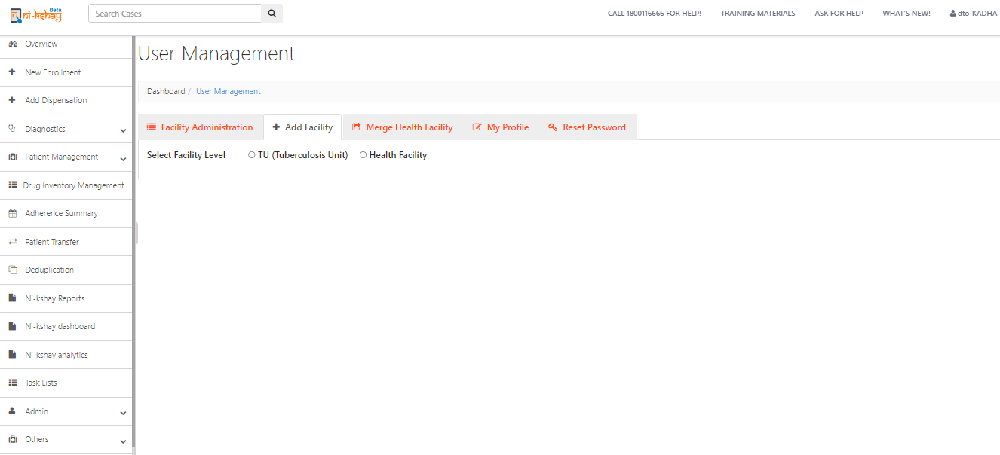 ni-kshay Beta
Search Cases
CALL 1800116666 FOR HELP! TRAINING MATERIALS ASK FOR HELP WHAT'S NEW! dto-KADHA
Overview
New Enrollment
Add Dispensation
Diagnostics
Patient Management
Drug Inventory Management
Adherence Summary
Patient Transfer
Deduplication
Ni-kshay Reports
Ni-kshay dashboard
Ni-kshay analytics
Task Lists
Admin
Others
User Management
Dashboard / User Management
Facility Administration Add Facility Merge Health Facility My Profile Reset Password
Select Facility Level TU (Tuberculosis Unit) Health Facility